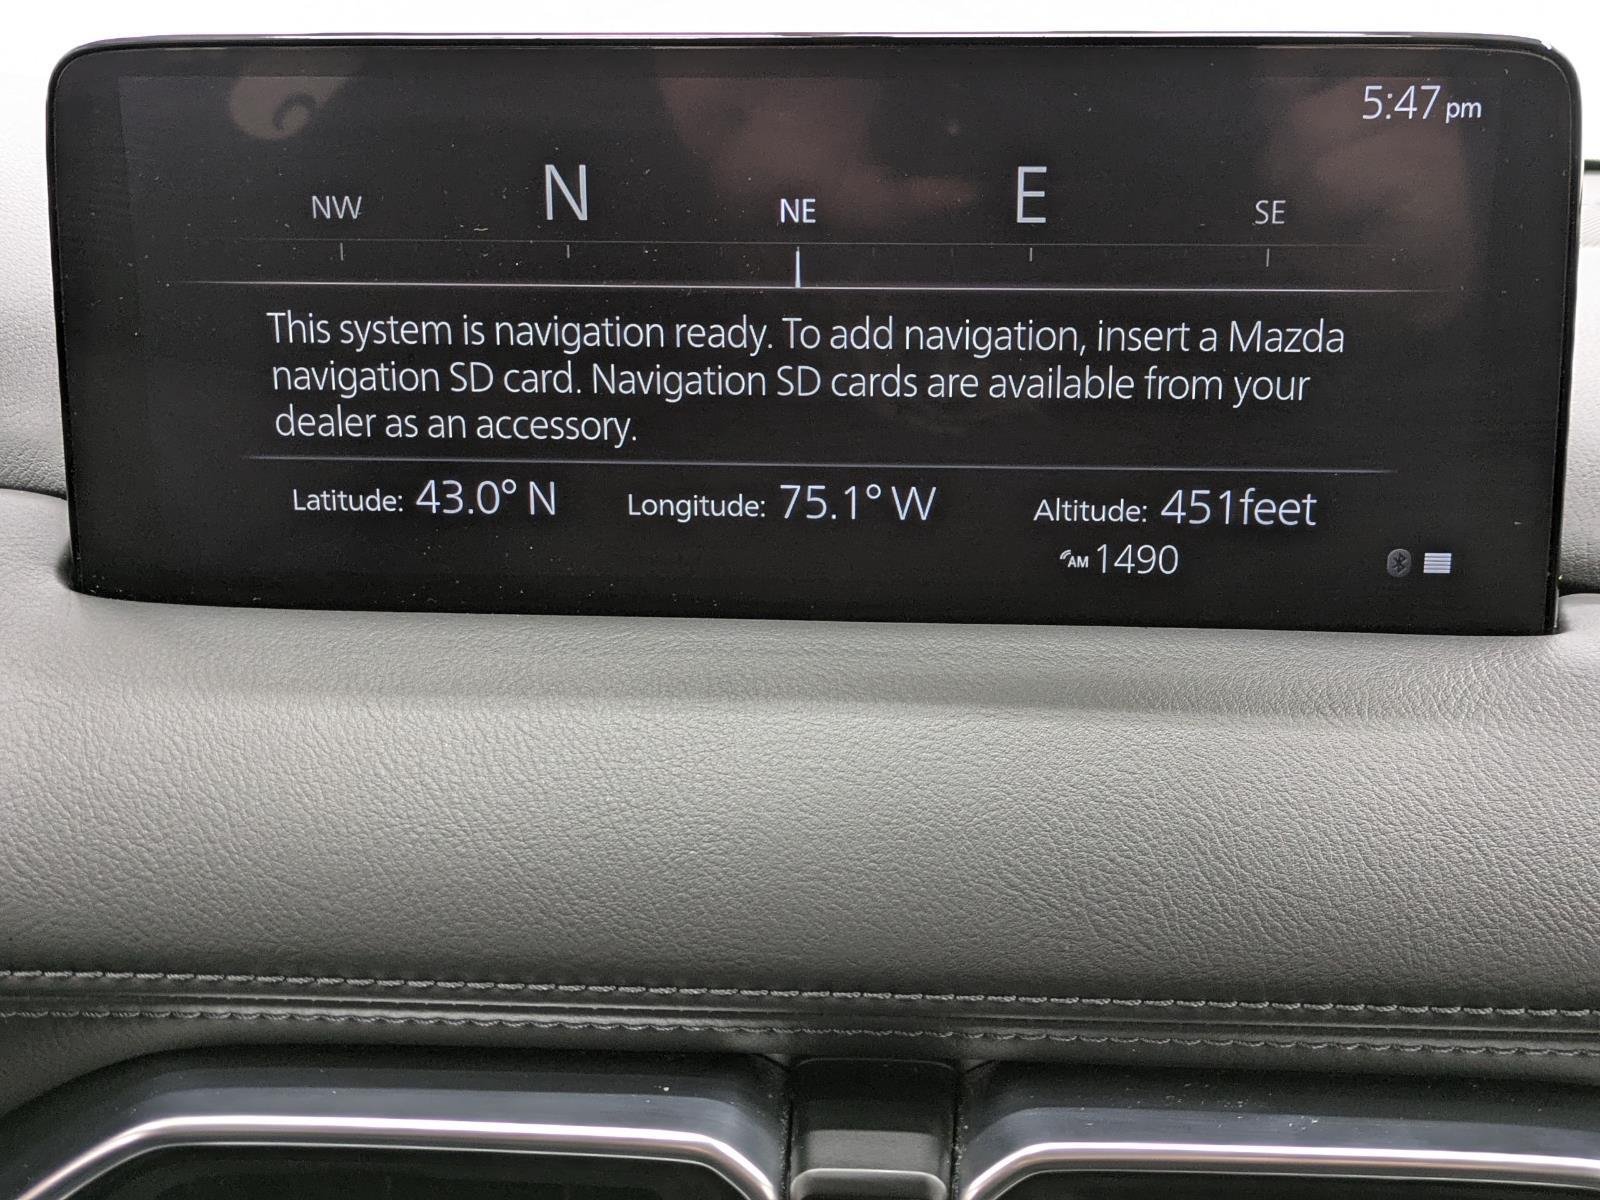 5:47 pm
NW N NE E SE
This system is navigation ready. To add navigation, insert a Mazda
navigation SD card. Navigation SD cards are available from your
dealer as an accessory.
Latitude: 43.0° N Longitude: 75.1° W Altitude: 451feet
AM 1490